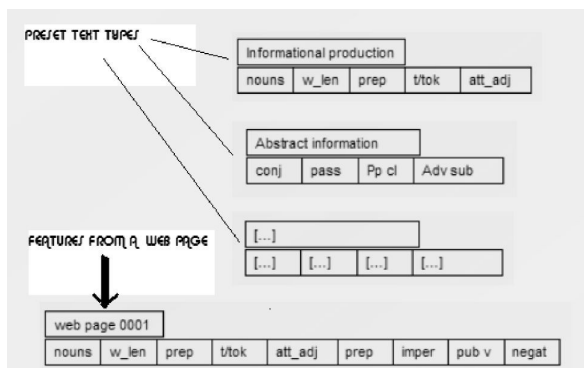 PRESET TEXT TYPES
Informational production
nouns w_len prep t/tok att_adj
Abstract information
conj pass Pp cl Adv sub
[...]
[...] [...] [...] [...]
FEATURES FROM A WEB PAGE
web page 0001
nouns w_len prep t/tok att_adj prep imper pub v negat